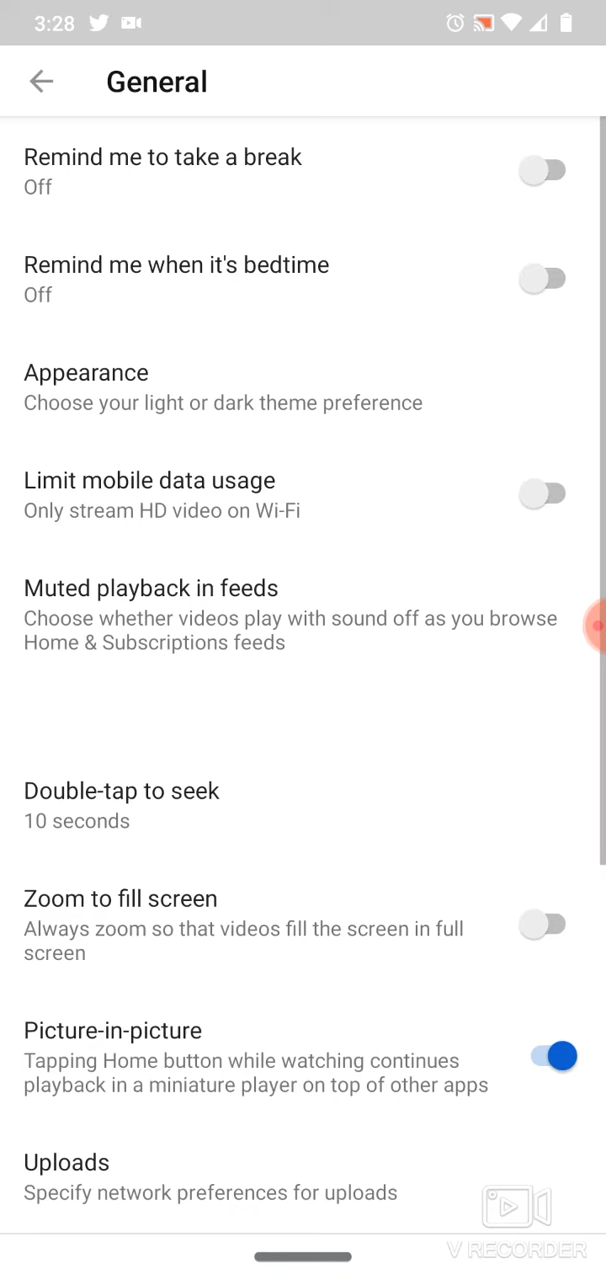 3:28
General
Remind me to take a break
Off
Remind me when it's bedtime
Off
Appearance
Choose your light or dark theme preference
Limit mobile data usage
Only stream HD video on Wi-Fi
Muted playback in feeds
Choose whether videos play with sound off as you browse
Home & Subscriptions feeds
Double-tap to seek
10 seconds
Zoom to fill screen
Always zoom so that videos fill the screen in full
screen
Picture-in-picture
Tapping Home button while watching continues
playback in a miniature player on top of other apps
Uploads
Specify network preferences for uploads
V RECORDER